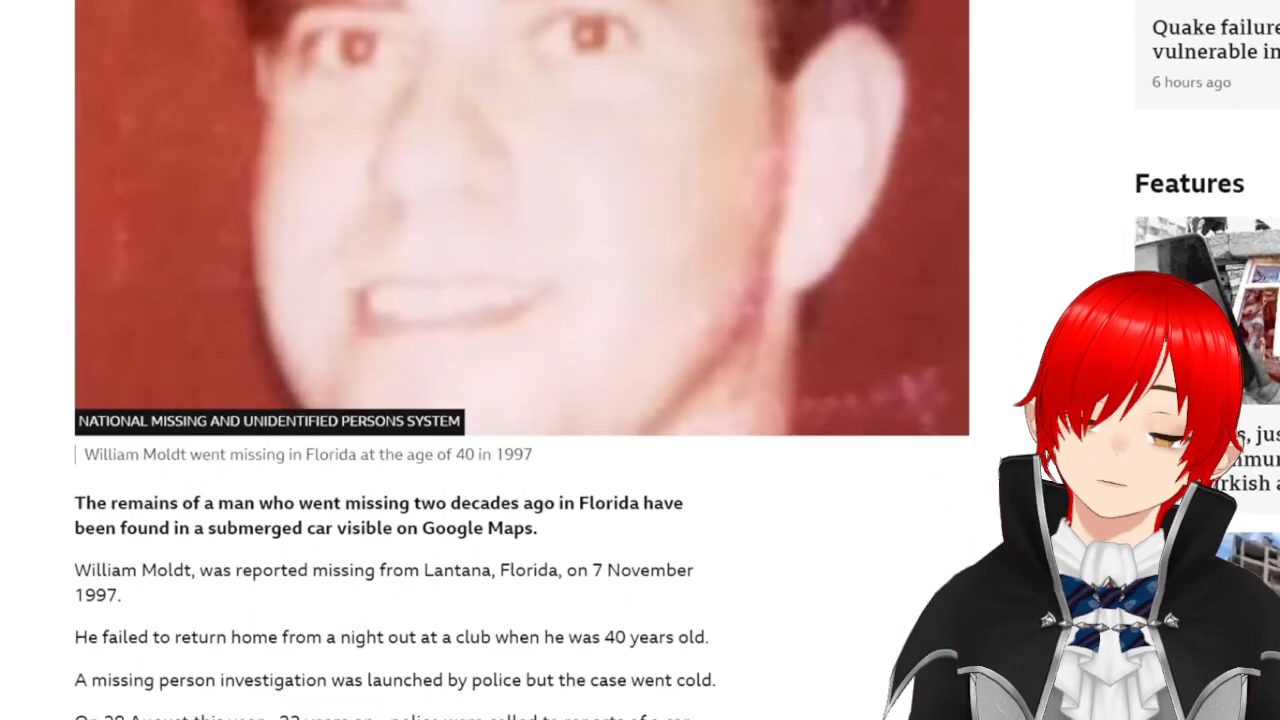 Quake failure
vulnerable in
6 hours ago
Features
NATIONAL MISSING AND UNIDENTIFIED PERSONS SYSTEM
William Moldt went missing in Florida at the age of 40 in 1997
The remains of a man who went missing two decades ago in Florida have
been found in a submerged car visible on Google Maps.
William Moldt, was reported missing from Lantana, Florida, on 7 November
1997.
He failed to return home from a night out at a club when he was 40 years old.
A missing person investigation was launched by police but the case went cold.